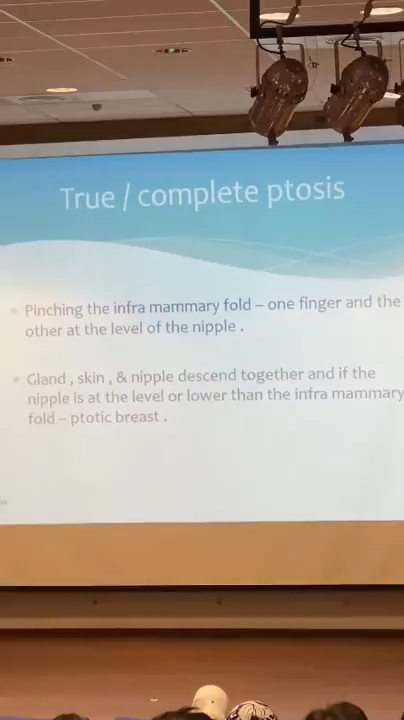 True / complete ptosis
Pinching the infra mammary fold – one finger and the
other at the level of the nipple .
Gland , skin , & nipple descend together and if the
nipple is at the level or lower than the infra mammary
fold – ptotic breast .